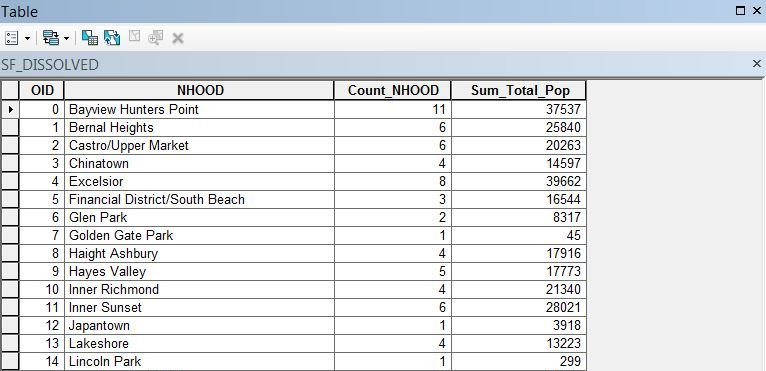 Table
SF_DISSOLVED
OID NHOOD Count_NHOOD Sum_Total_Pop
0 Bayview Hunters Point 11 37537
1 Bernal Heights 6 25840
2 Castro/Upper Market 6 20263
3 Chinatown 4 14597
4 Excelsior 8 39662
5 Financial District/South Beach 3 16544
6 Glen Park 2 8317
7 Golden Gate Park 1 45
8 Haight Ashbury 4 17916
9 Hayes Valley 5 17773
10 Inner Richmond 4 21340
11 Inner Sunset 6 28021
12 Japantown 1 3918
13 Lakeshore 4 13223
14 Lincoln Park 1 299